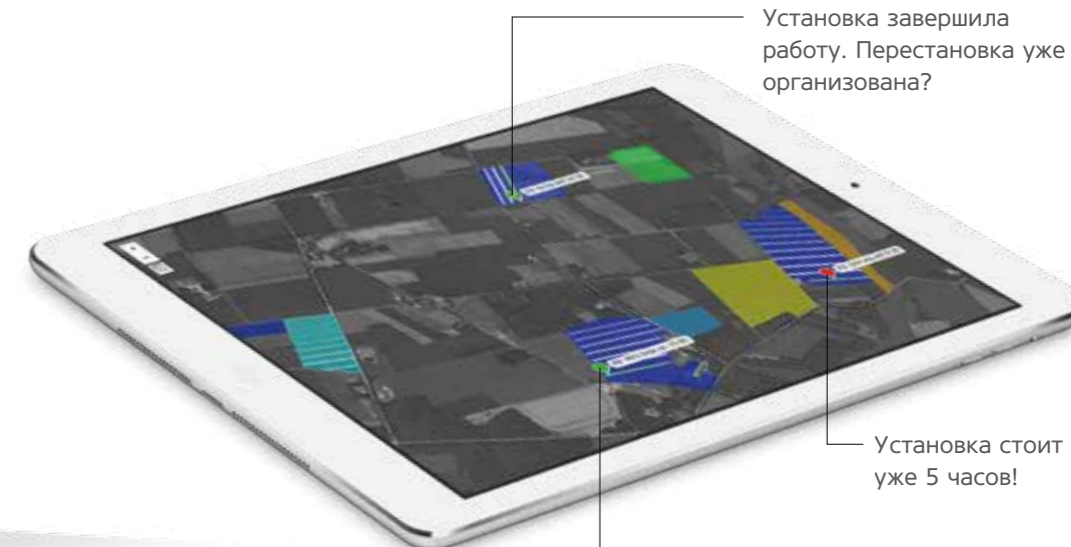 Установка завершила
работу. Перестановка уже
организована?
Установка стоит
уже 5 часов!